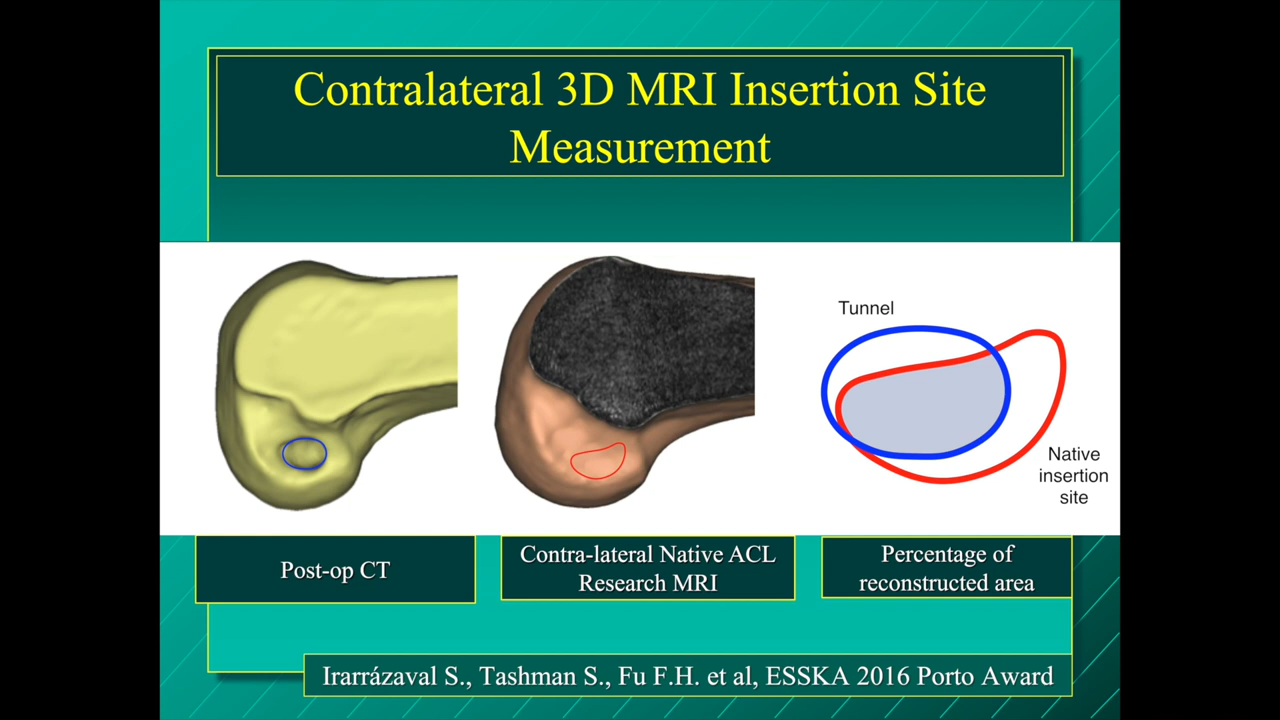 Contralateral 3D MRI Insertion Site
Measurement
Tunnel
Native
insertion
site
Post-op CT
Contra-lateral Native ACL
Research MRI
Percentage of
reconstructed area
Irarrázaval S., Tashman S., Fu F.H. et al, ESSKA 2016 Porto Award